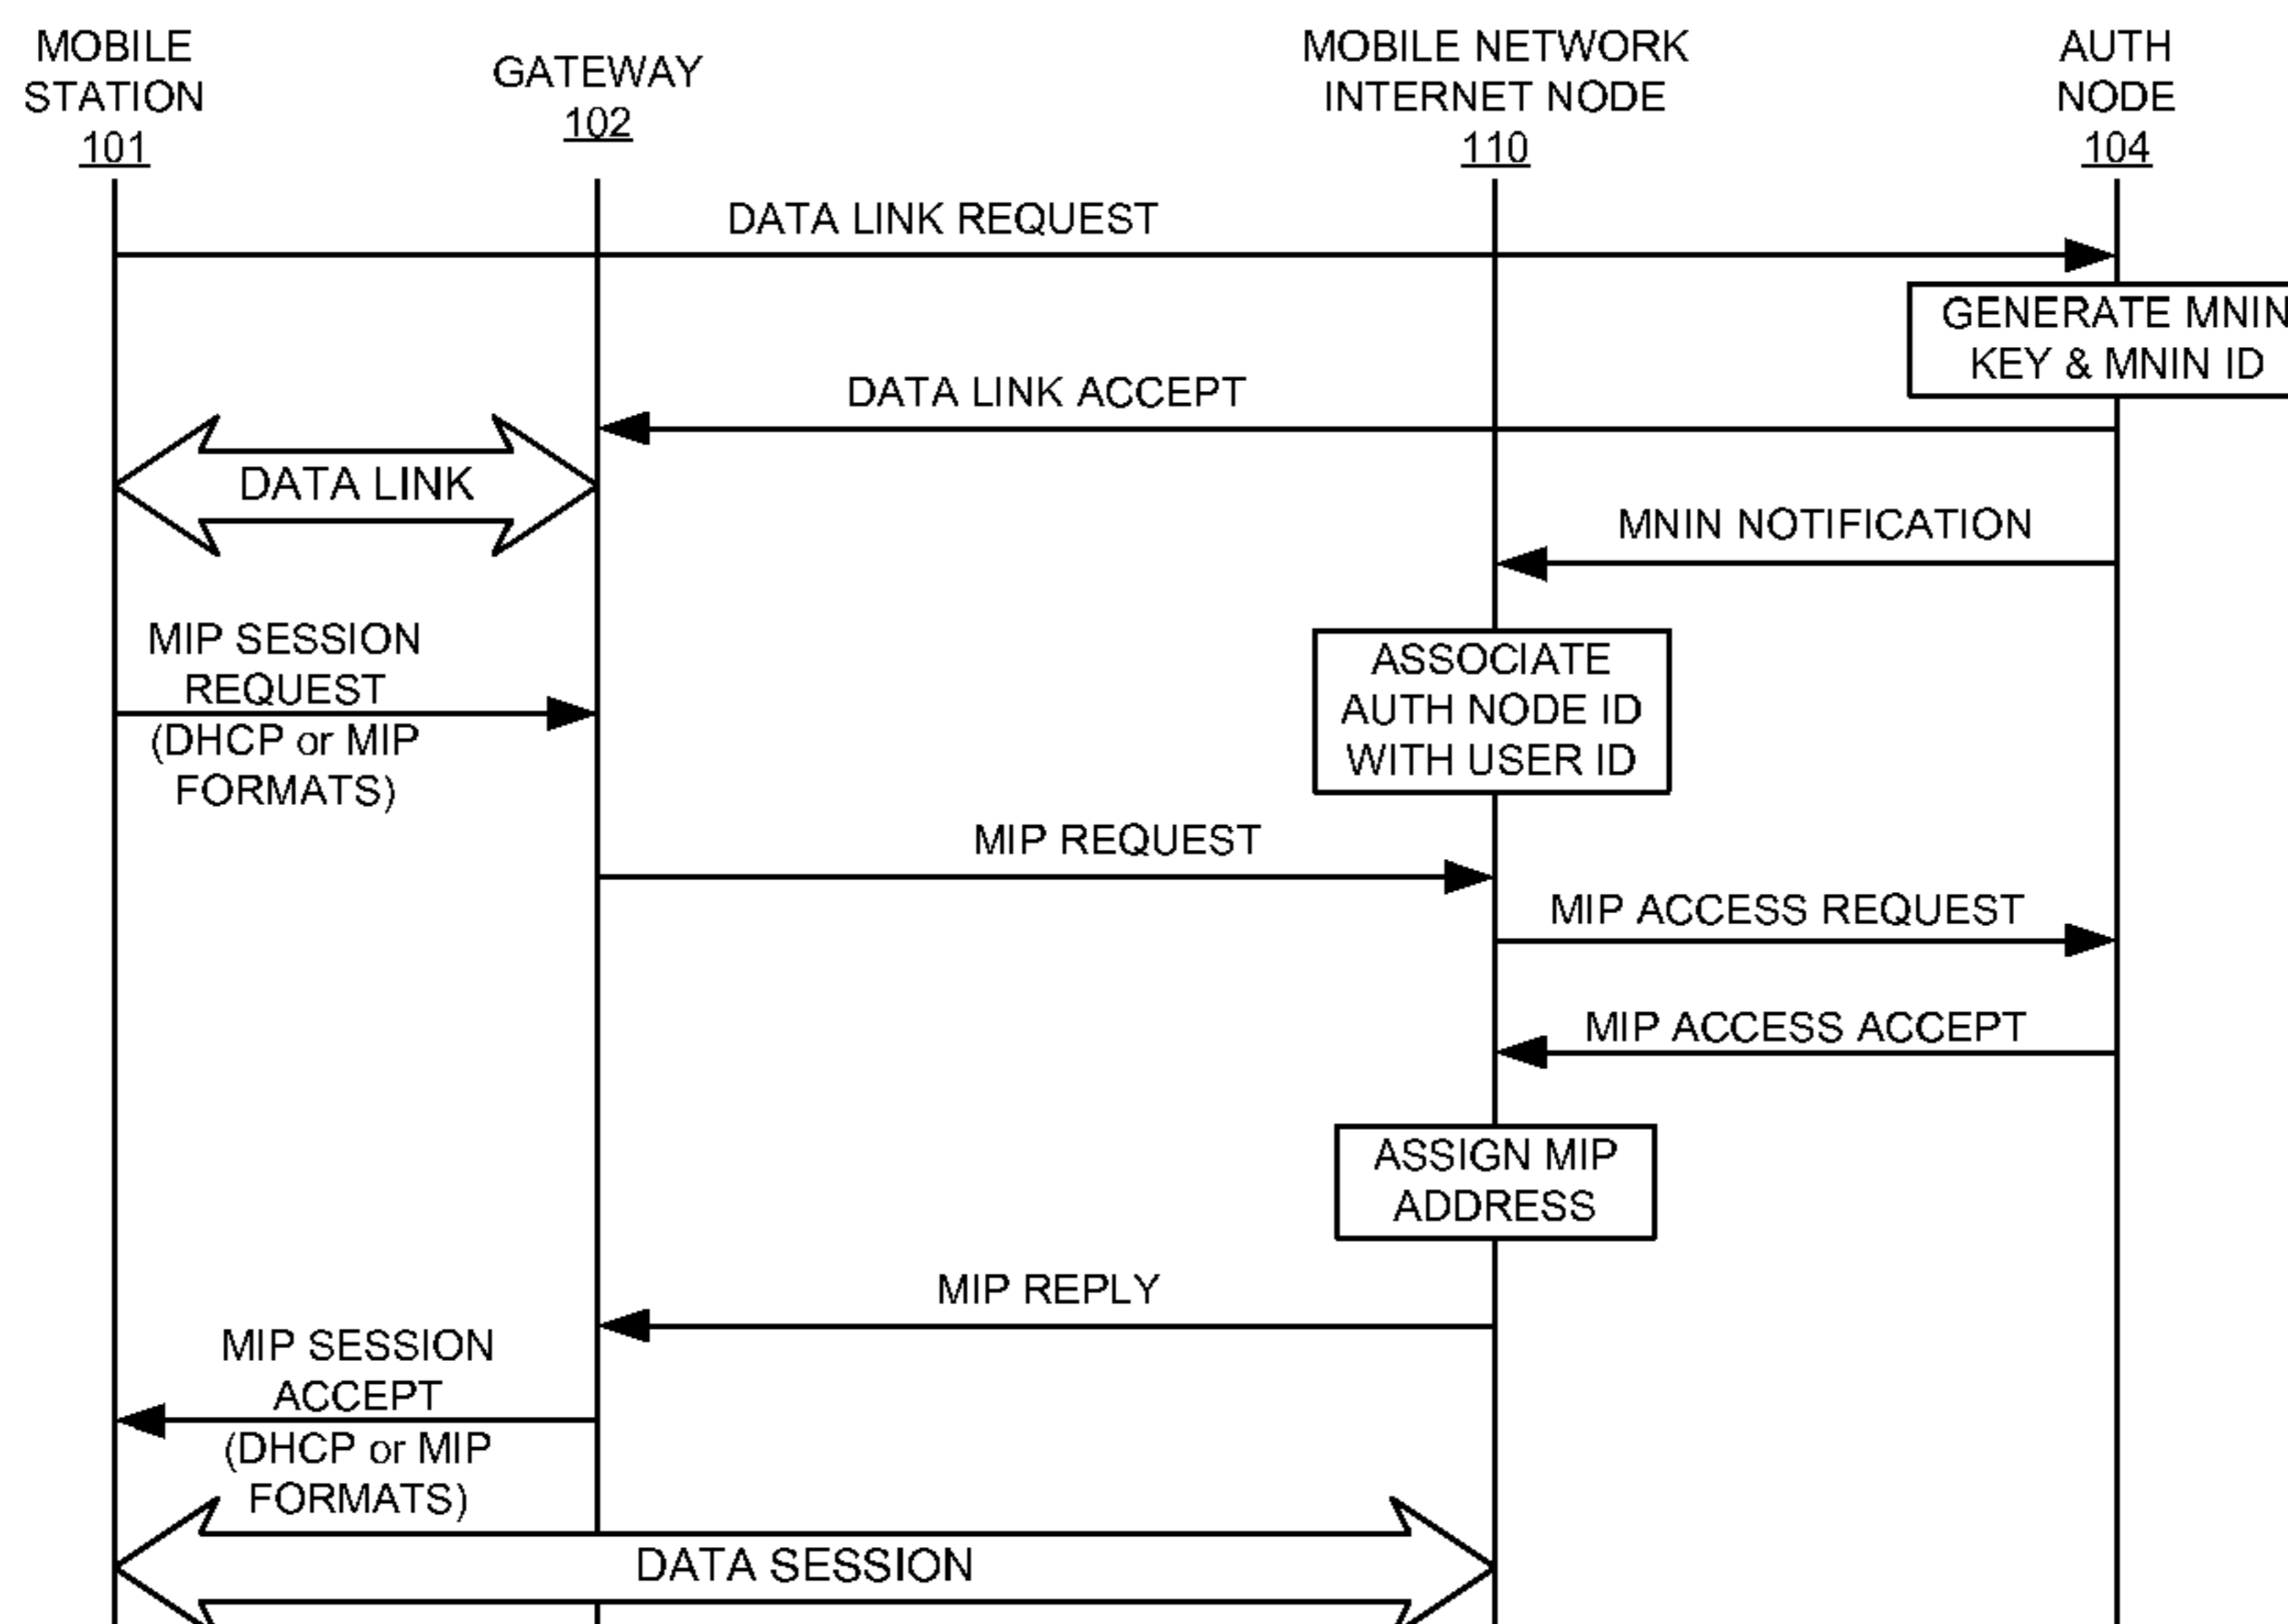 MOBILE
STATION
101
GATEWAY
102
MOBILE NETWORK
INTERNET NODE
110
AUTH
NODE
104
DATA LINK REQUEST
GENERATE MNIN
KEY & MNIN ID
DATA LINK ACCEPT
DATA LINK
MNIN NOTIFICATION
MIP SESSION
REQUEST
(DHCP or MIP
FORMATS)
ASSOCIATE
AUTH NODE ID
WITH USER ID
MIP REQUEST
MIP ACCESS REQUEST
MIP ACCESS ACCEPT
ASSIGN MIP
ADDRESS
MIP REPLY
MIP SESSION
ACCEPT
(DHCP or MIP
FORMATS)
DATA SESSION